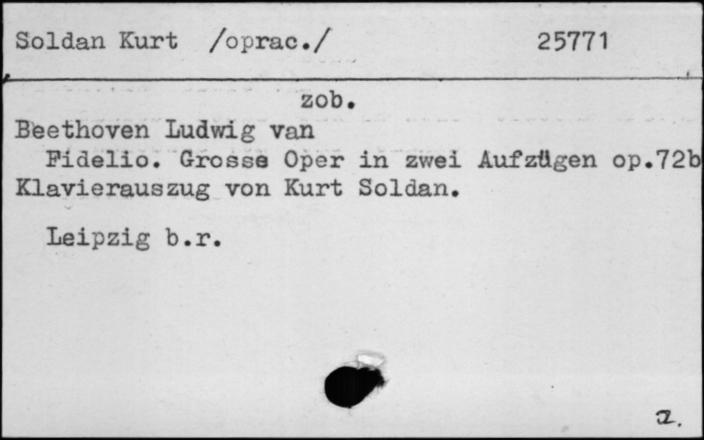 Soldan Kurt /oprac./ 25771
zob.
Beethoven Ludwig van
Fidelio. Grosse Oper in zwei Aufzügen op.72b
Klavierauszug von Kurt Soldan.
Leipzig b.r.